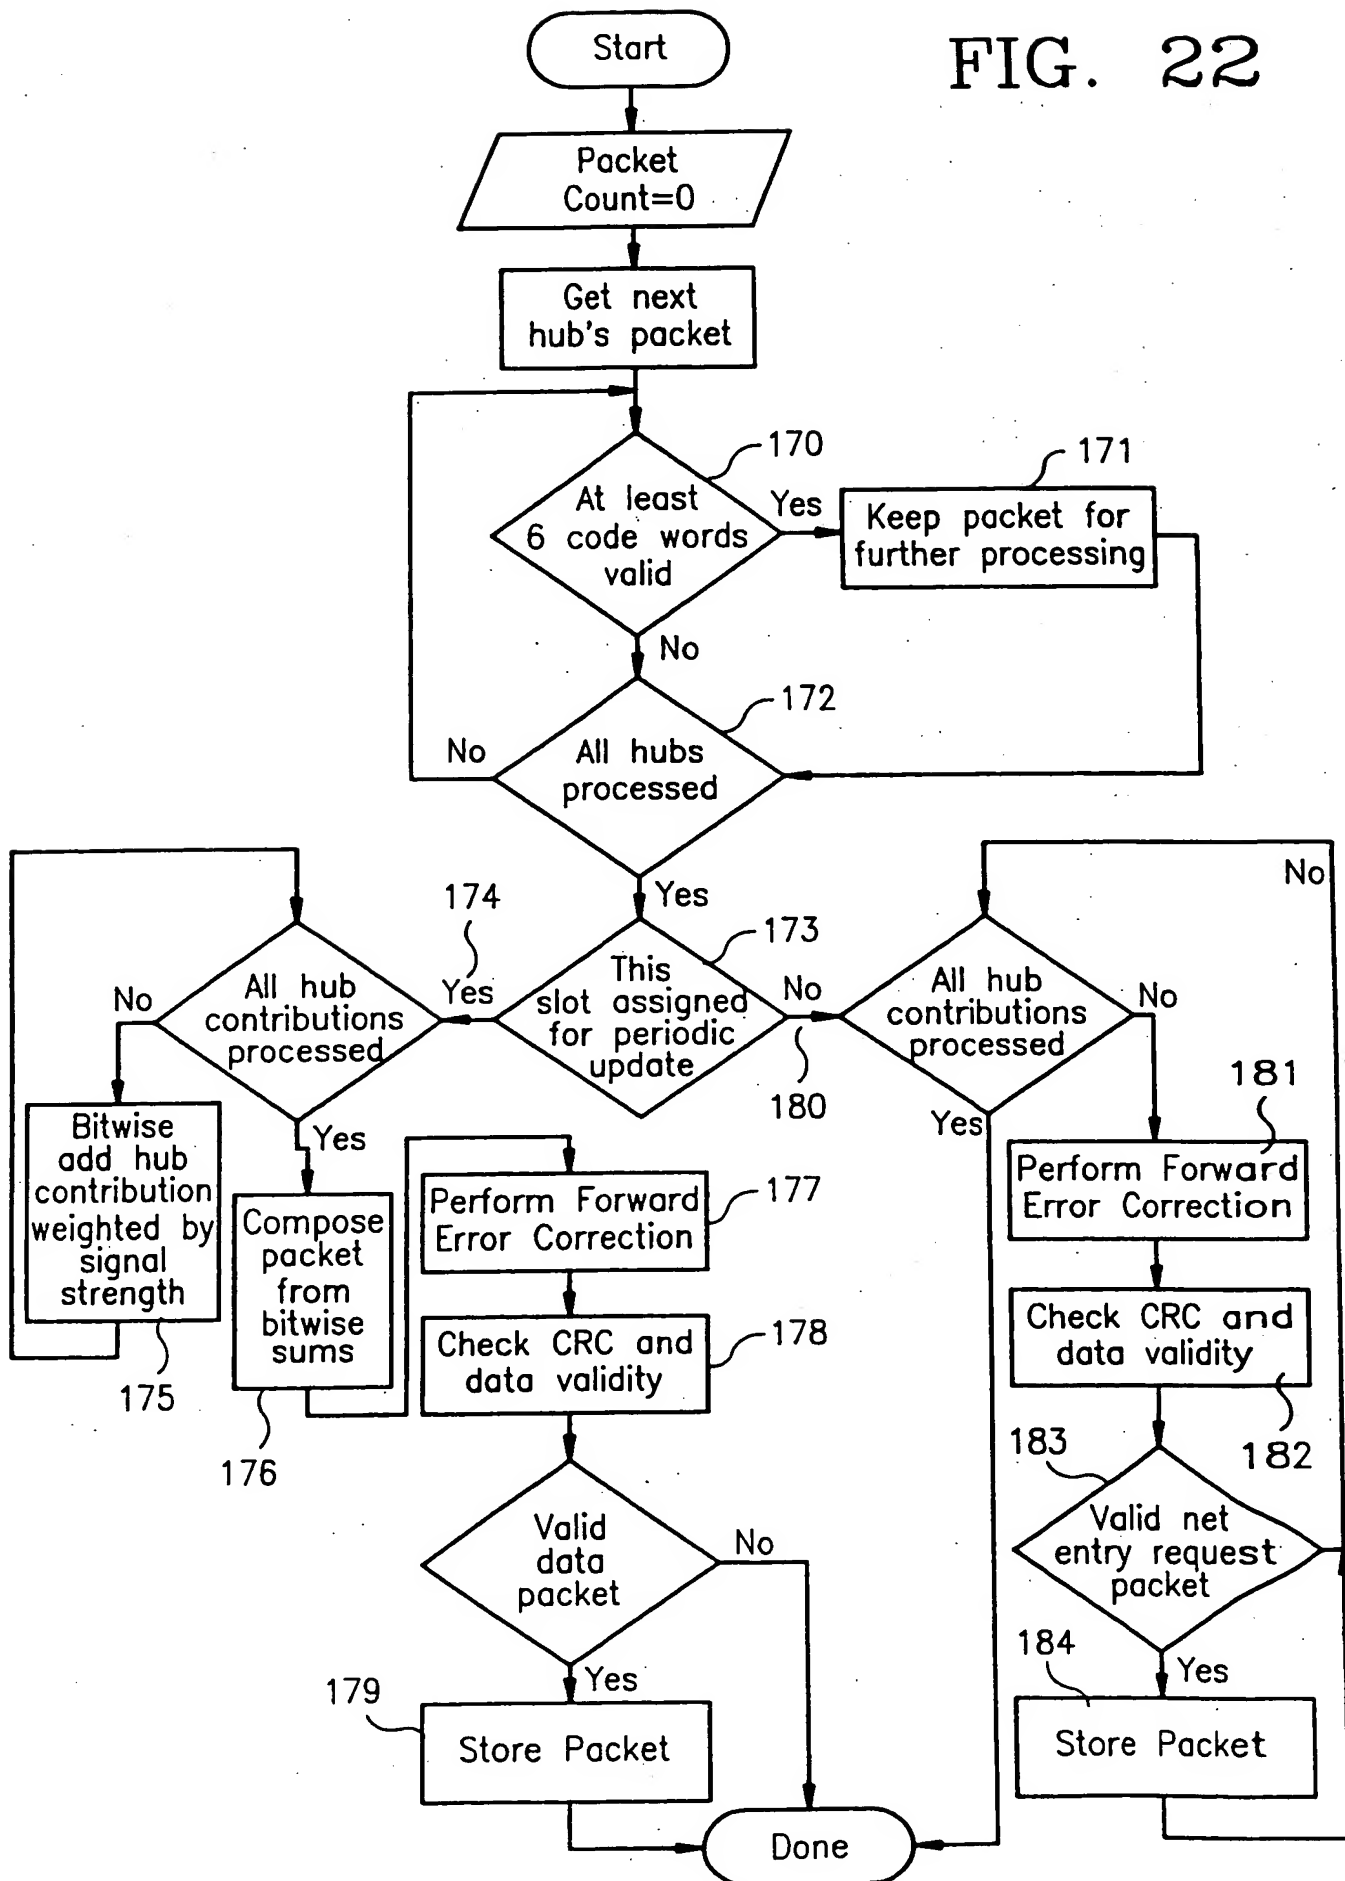 FIG. 22
Start
Packet
Count=0
Get next
hub's packet
170
At least
6 code words
valid
Yes
171
Keep packet for
further processing
No
172
All hubs
processed
No
Yes
173
This
slot assigned
for periodic
update
174
Yes
No
180
All hub
contributions
processed
No
Yes
Bitwise
add hub
contribution
weighted by
signal
strength
175
Compose
packet
from
bitwise
sums
176
Perform Forward
Error Correction
177
Check CRC and
data validity
178
Valid
data
packet
No
Yes
179
Store Packet
All hub
contributions
processed
No
No
Yes
181
Perform Forward
Error Correction
Check CRC and
data validity
182
183
Valid net
entry request
packet
184
Yes
Store Packet
Done